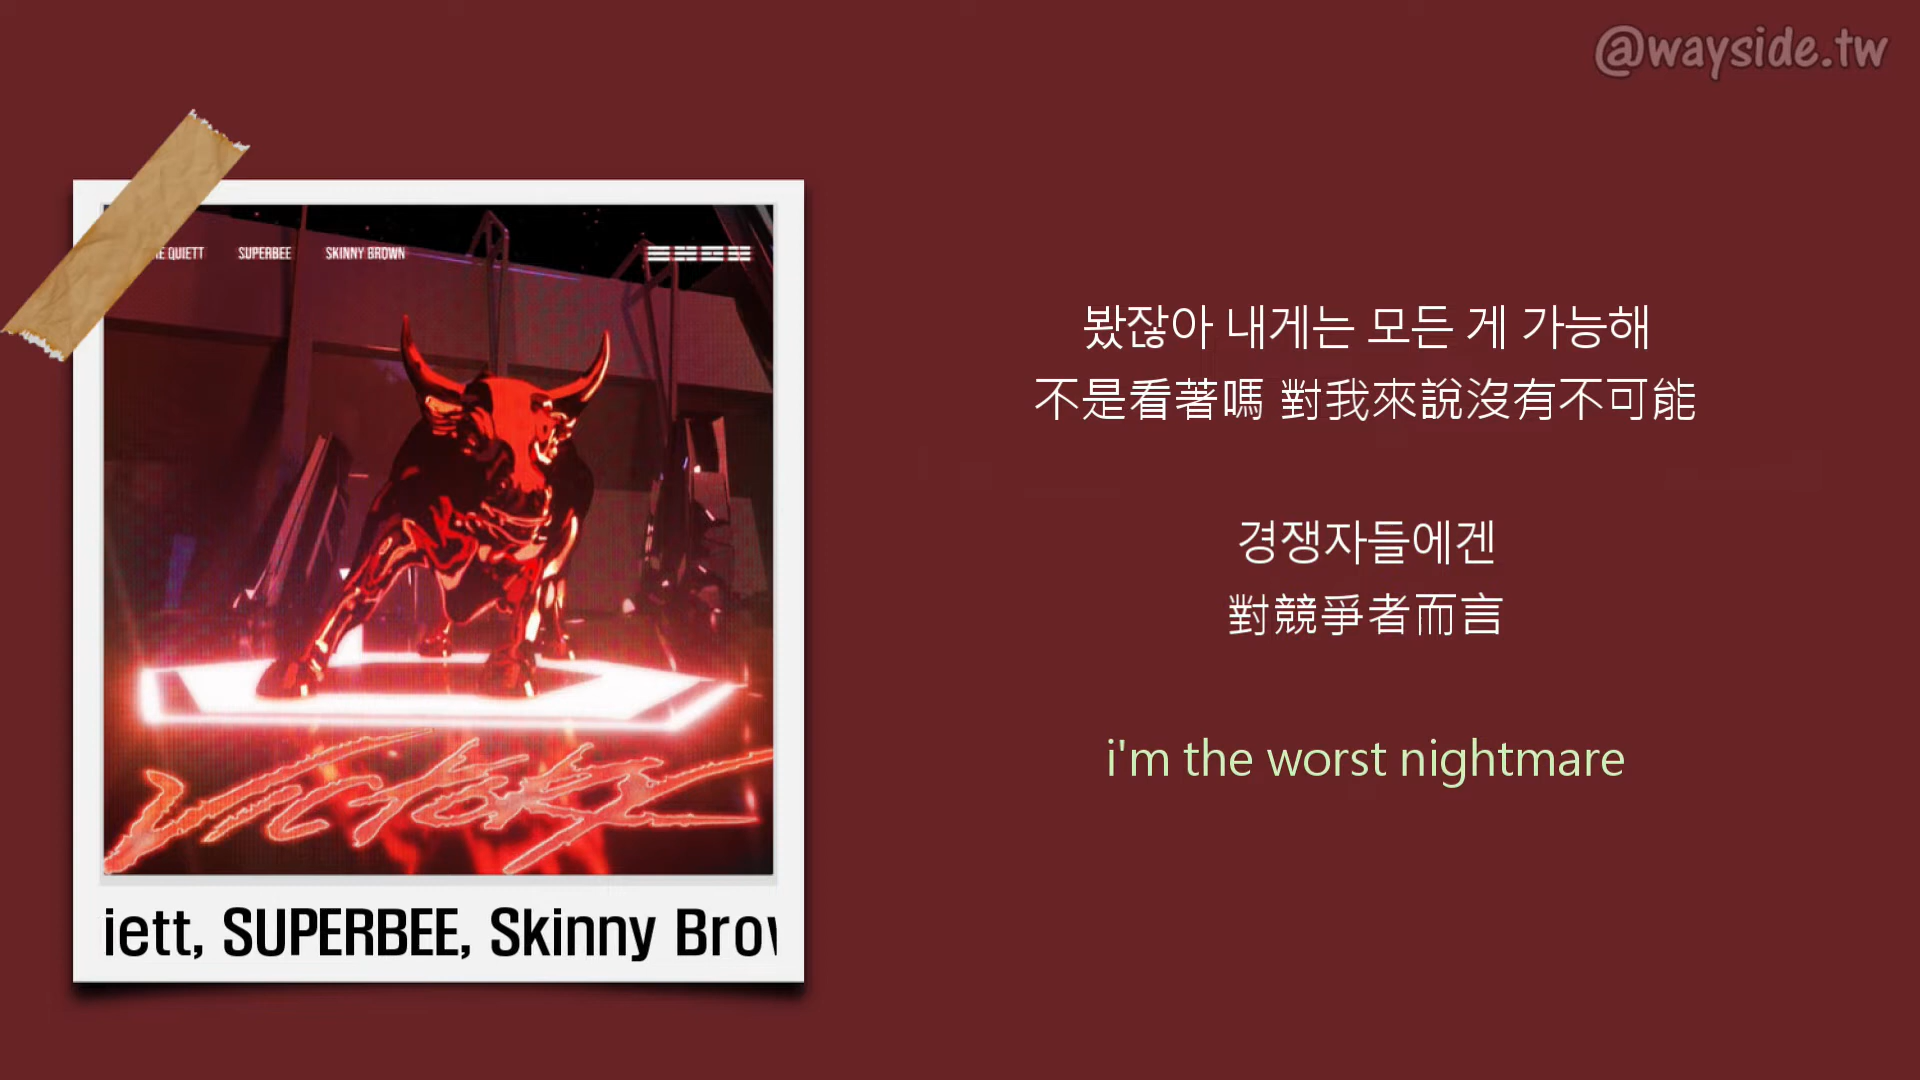 @wayside.tw
QUIETT SUPERBEE SKINNY BROWN
봤잖아 내게는 모든 게 가능해
不是看著嗎 對我來說沒有不可能
경쟁자들에겐
對競爭者而言
i'm the worst nightmare
iett, SUPERBEE, Skinny Brow